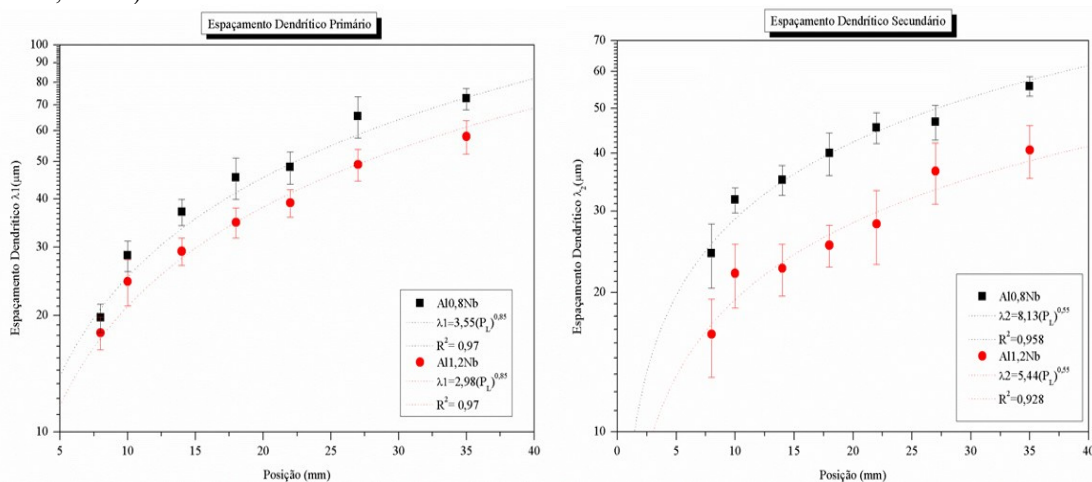 Espaçamento Dendrítico Primário
100
90
80
70
60
50
40
30
20
10
5
10
15
20
25
30
35
40
Espaçamento Dendrítico λ1(μm)
Posição (mm)
Al0,8Nb
λ1=3,55(P_L)^0,85
R²= 0,97
Al1,2Nb
λ1=2,98(P_L)^0,85
R²= 0,97
Espaçamento Dendrítico Secundário
70
60
50
40
30
20
10
0
5
10
15
20
25
30
35
40
Espaçamento Dendrítico λ₂(μm)
Posição (mm)
Al0,8Nb
λ2=8,13(P_L)^0,55
R²=0,958
Al1,2Nb
λ2=5,44(P_L)^0,55
R²=0,928